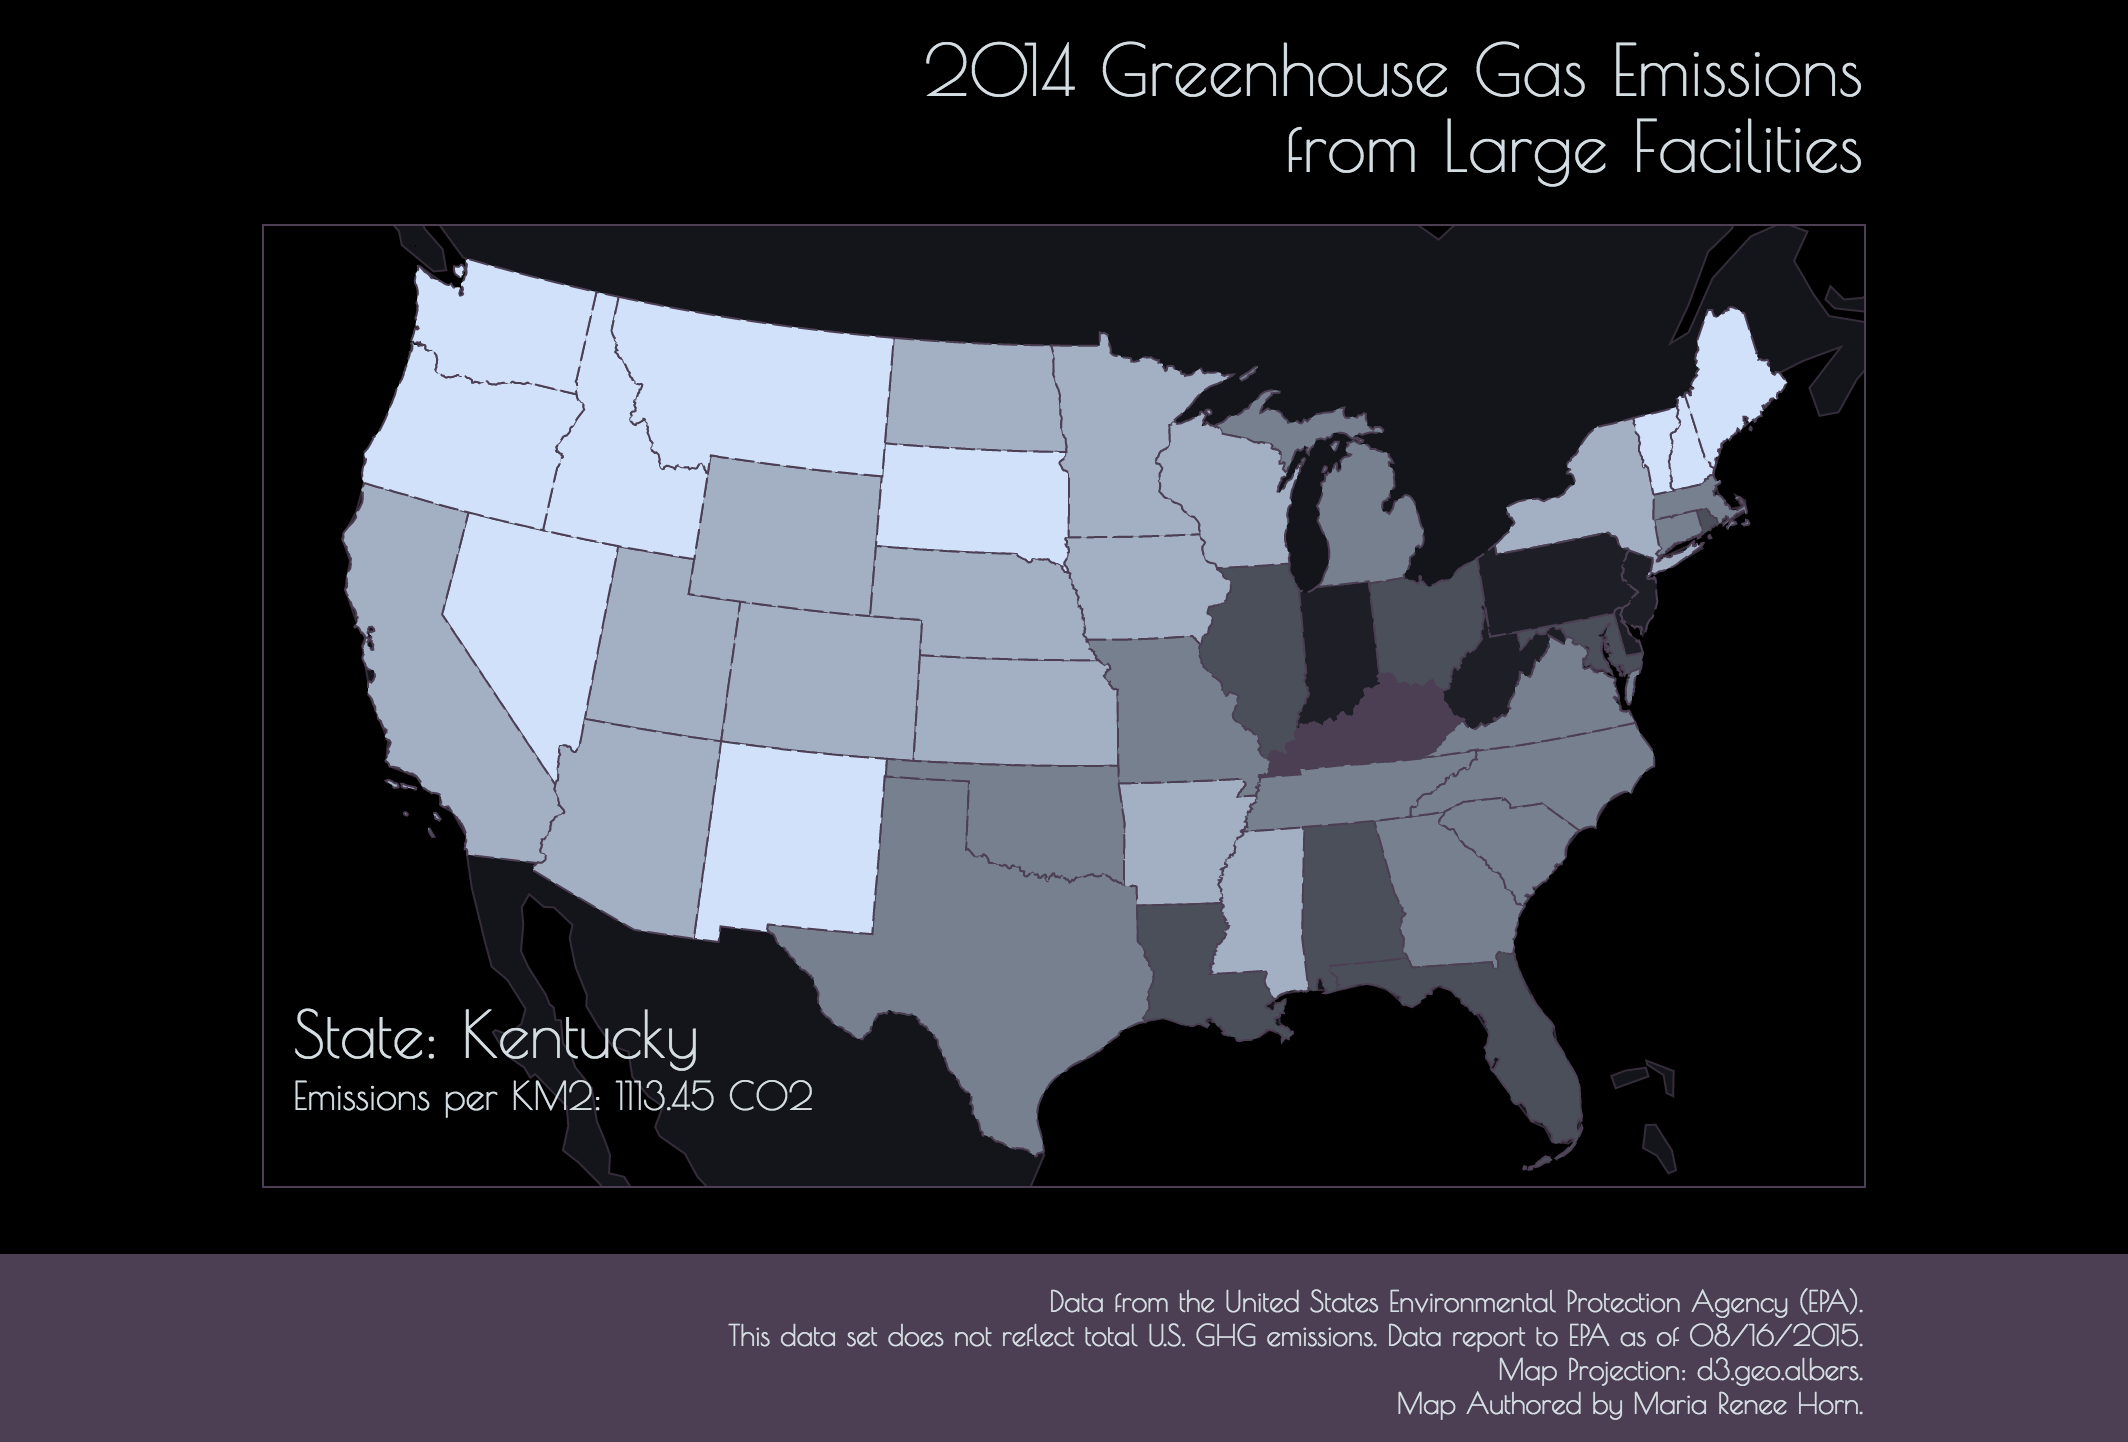 2014 Greenhouse Gas Emissions
from Large Facilities
State: Kentucky
Emissions per KM2: 1113.45 CO2
Data from the United States Environmental Protection Agency (EPA).
This data set does not reflect total U.S. GHG emissions. Data report to EPA as of 08/16/2015.
Map Projection: d3.geo.albers.
Map Authored by Maria Renee Horn.